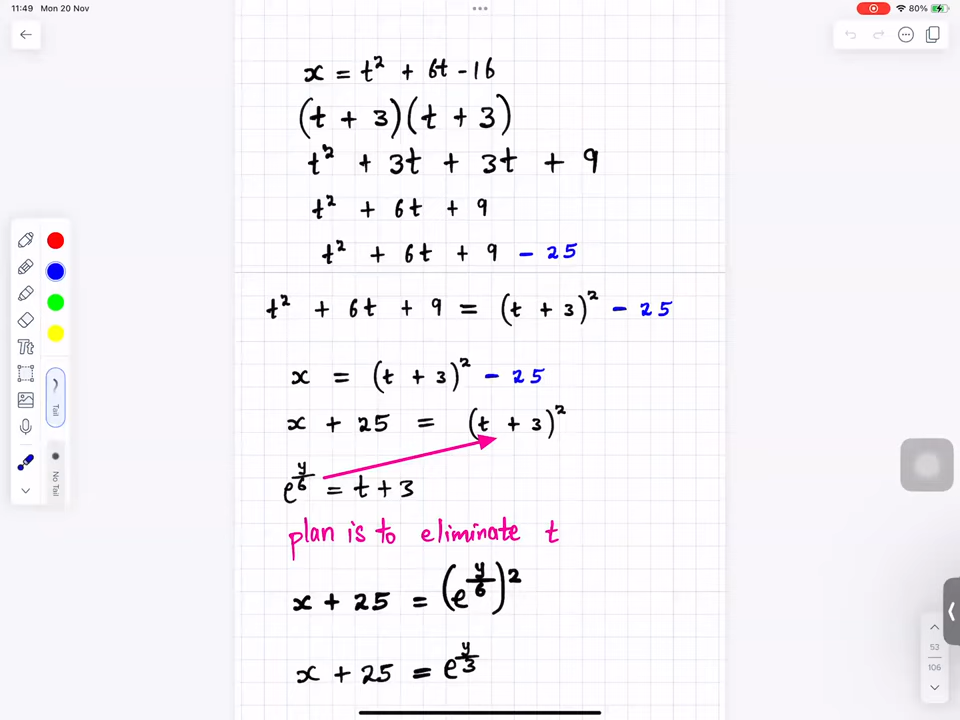 11:49 Mon 20 Nov
80%
x = t² + 6t - 16
(t + 3)(t + 3)
t² + 3t + 3t + 9
t² + 6t + 9
t² + 6t + 9 - 25
t² + 6t + 9 = (t + 3)² - 25
x = (t + 3)² - 25
x + 25 = (t + 3)²
e^(y/6) = t + 3
plan is to eliminate t
x + 25 = (e^(y/6))²
x + 25 = e^(y/3)
Tt
Tail
No Tail
53
106